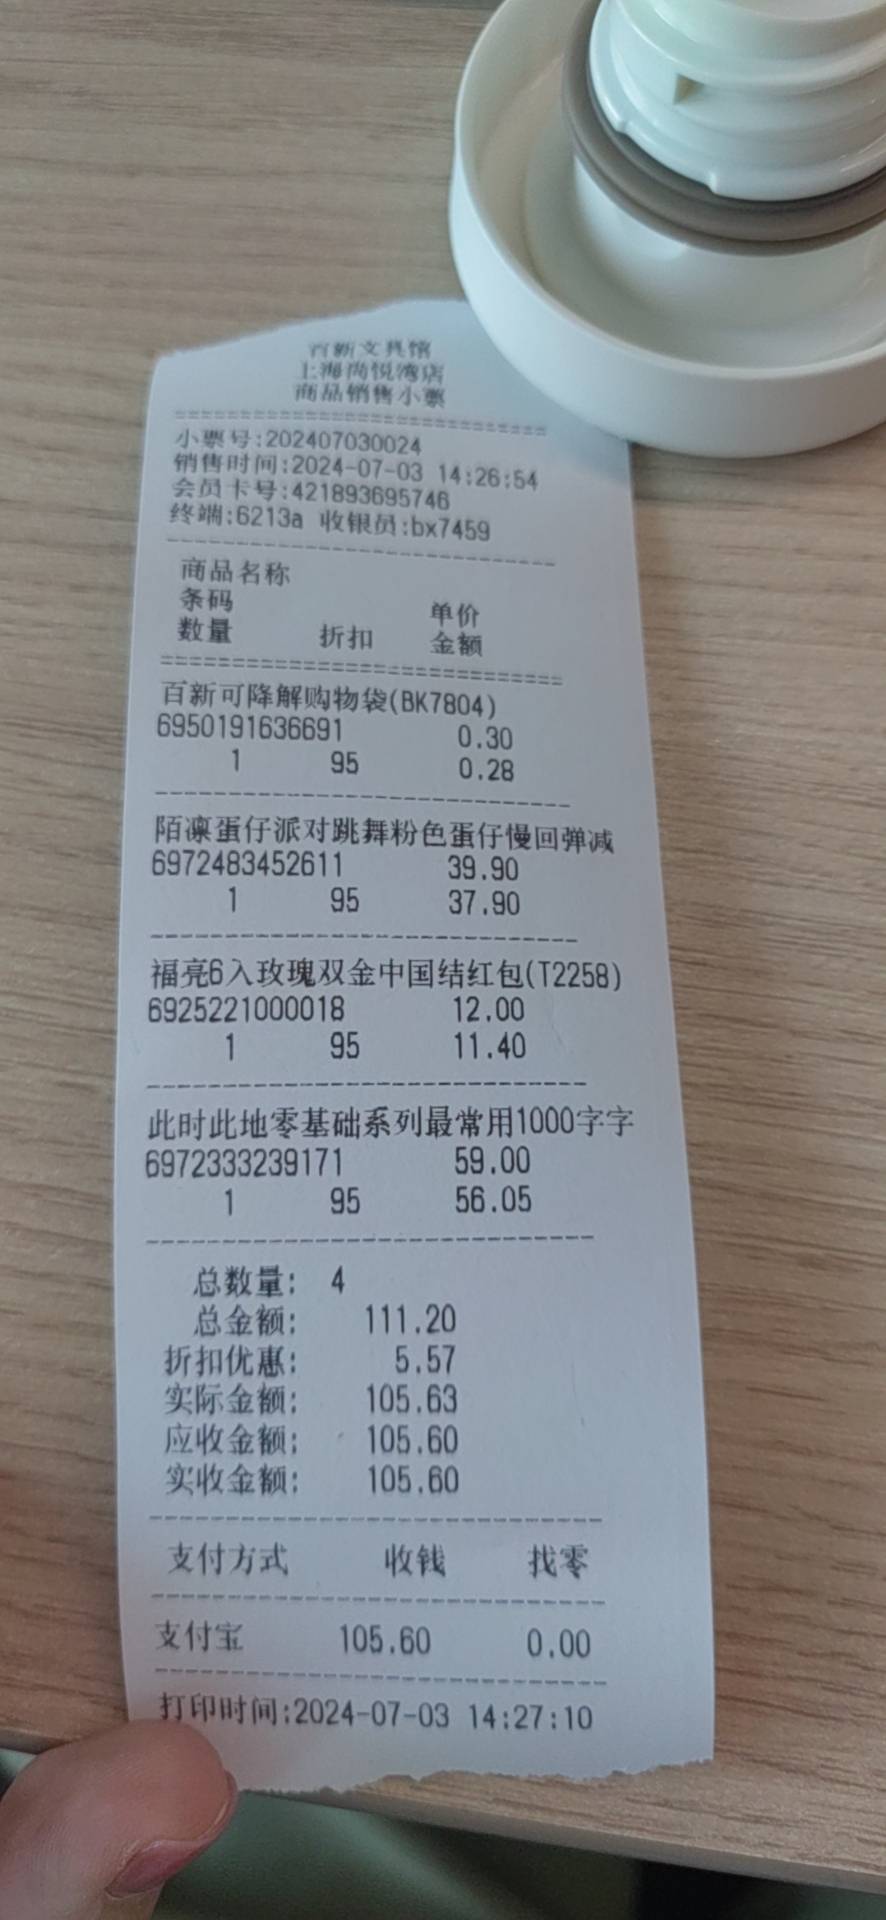 百新文具馆
上海尚悦湾店
商品销售小票
小票号:202407030024
销售时间:2024-07-03 14:26:54
会员卡号:421893695746
终端:6213a 收银员:bx7459
商品名称
条码 单价
数量 折扣 金额
百新可降解购物袋(BK7804)
6950191636691 0.30
1 95 0.28
陌凛蛋仔派对跳舞粉色蛋仔慢回弹减
6972483452611 39.90
1 95 37.90
福亮6入玫瑰双金中国结红包(T2258)
6925221000018 12.00
1 95 11.40
此时此地零基础系列最常用1000字字
6972333239171 59.00
1 95 56.05
总数量: 4
总金额: 111.20
折扣优惠: 5.57
实际金额: 105.63
应收金额: 105.60
实收金额: 105.60
支付方式 收钱 找零
支付宝 105.60 0.00
打印时间:2024-07-03 14:27:10